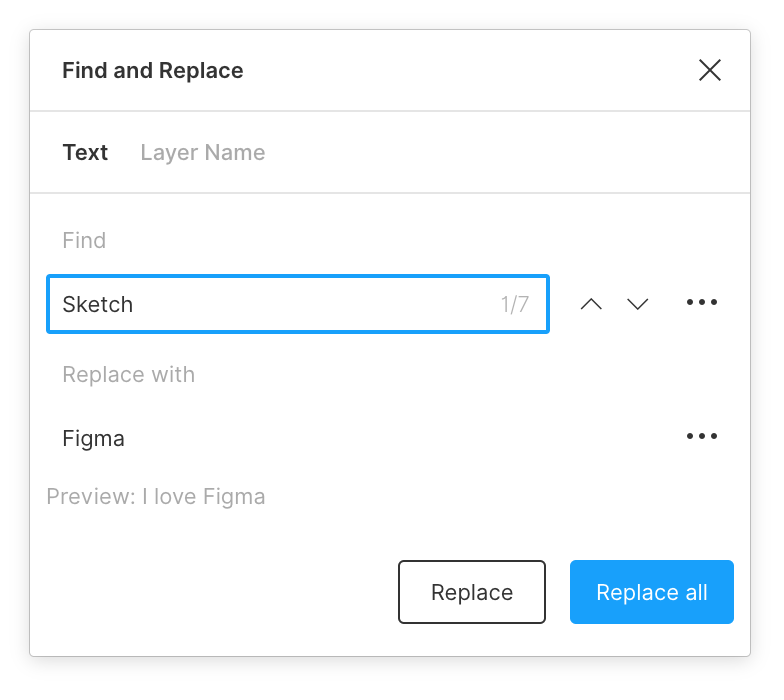 Find and Replace
Text Layer Name
Find
Sketch 1/7
Replace with
Figma
Preview: I love Figma
Replace Replace all